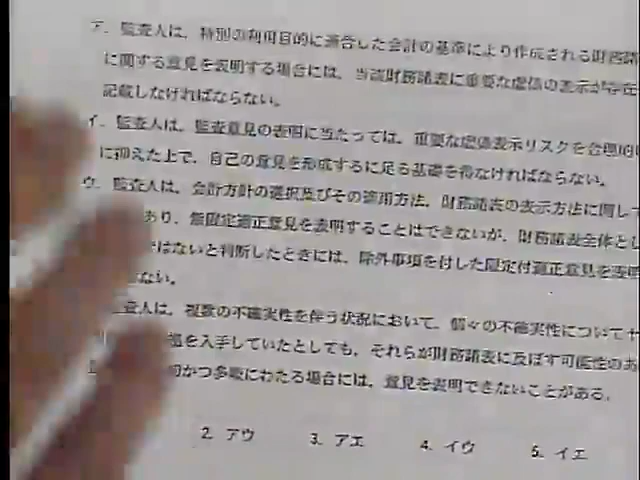 ア．監査人は、特別の利用目的に適合した会計の基準により作成される財務諸
に関する意見を表明する場合には、当該財務諸表に重要な虚偽の表示が存在
記載しなければならない。
イ．監査人は、監査意見の表明に当たっては、重要な虚偽表示リスクを合理的
に抑えた上で、自己の意見を形成するに足る基礎を得なければならない。
ウ．監査人は、会計方針の選択及びその適用方法、財務諸表の表示方法に関して
あり、無限定適正意見を表明することはできないが、財務諸表全体とし
ではないと判断したときには、除外事項を付した限定付適正意見を表明
ない。
監査人は、複数の不確実性を伴う状況において、個々の不確実性について十
を入手していたとしても、それらが財務諸表に及ぼす可能性のあ
かつ多岐にわたる場合には、意見を表明できないことがある。
2. アウ 3. アエ 4. イウ 5. イエ